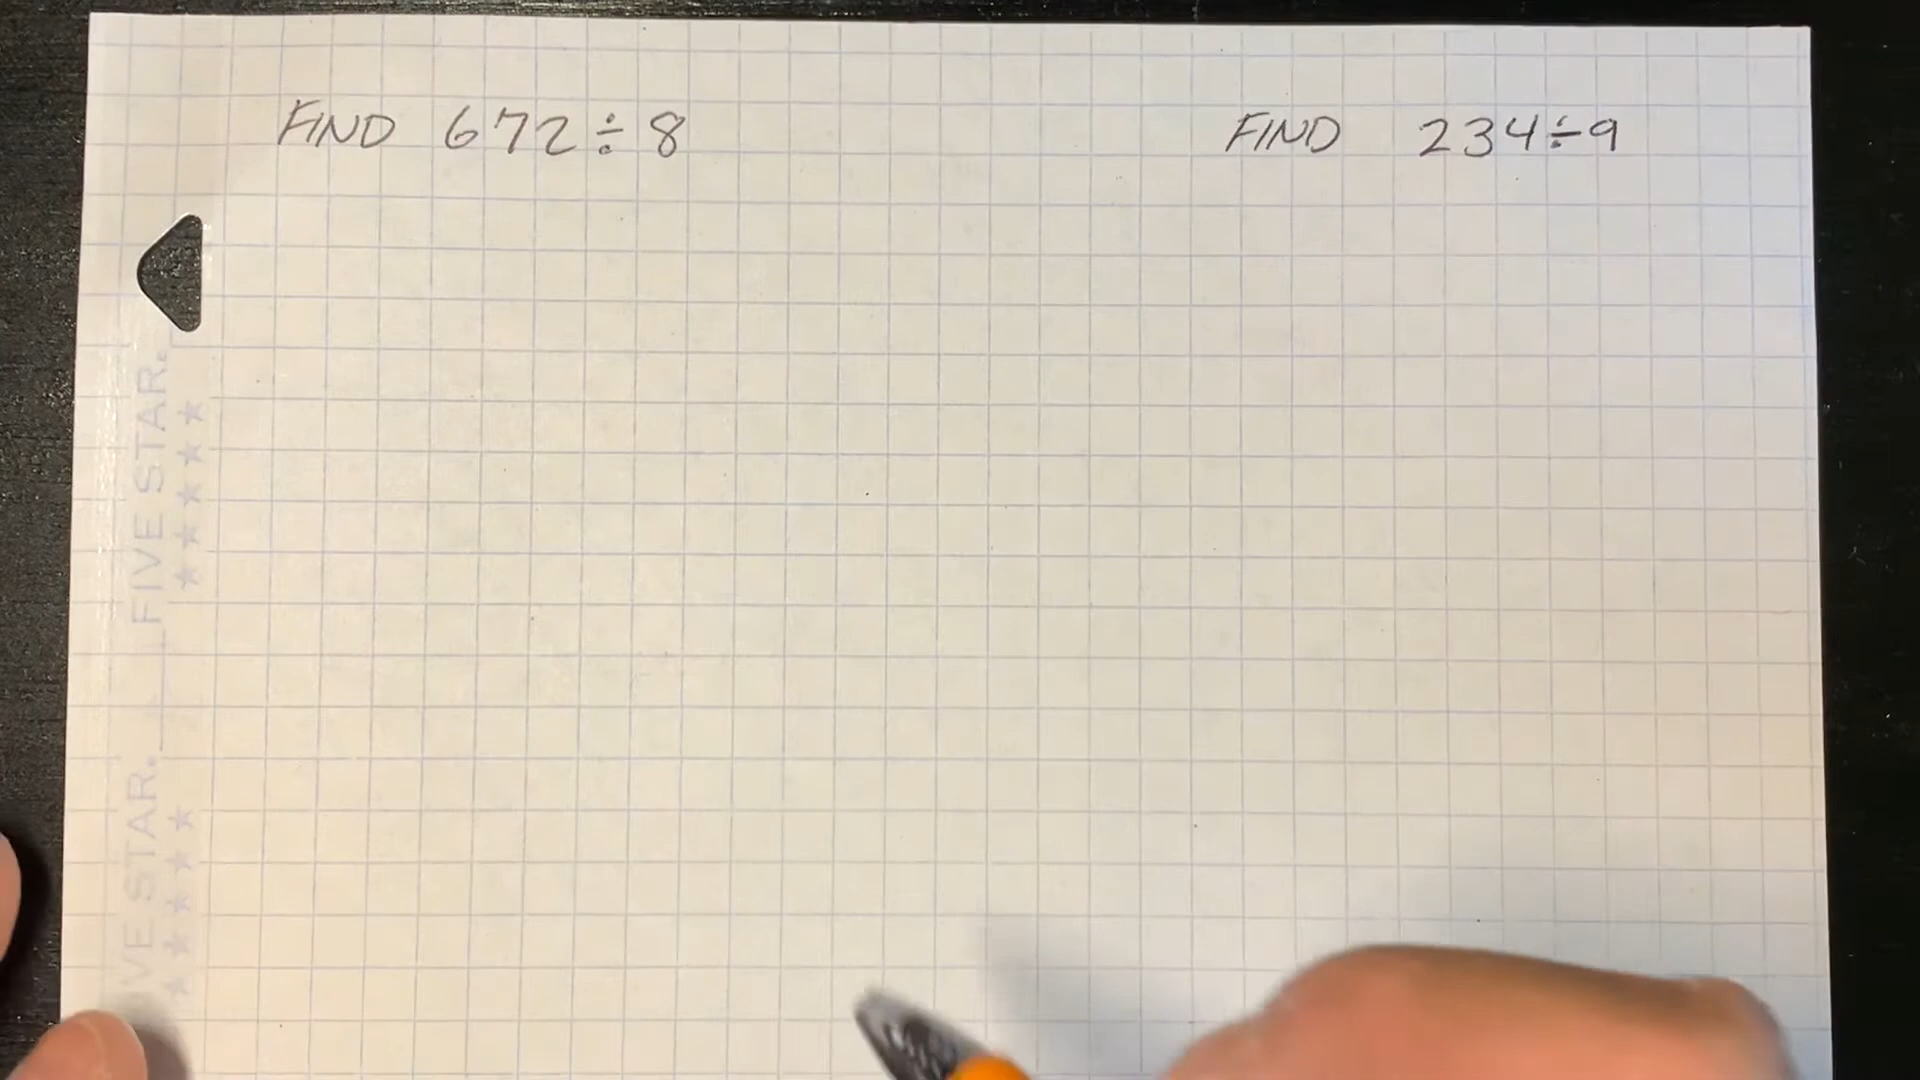 FIND 672÷8
FIND 234÷9
FIVE STAR.
★★★★★
VE STAR.
★★★★★